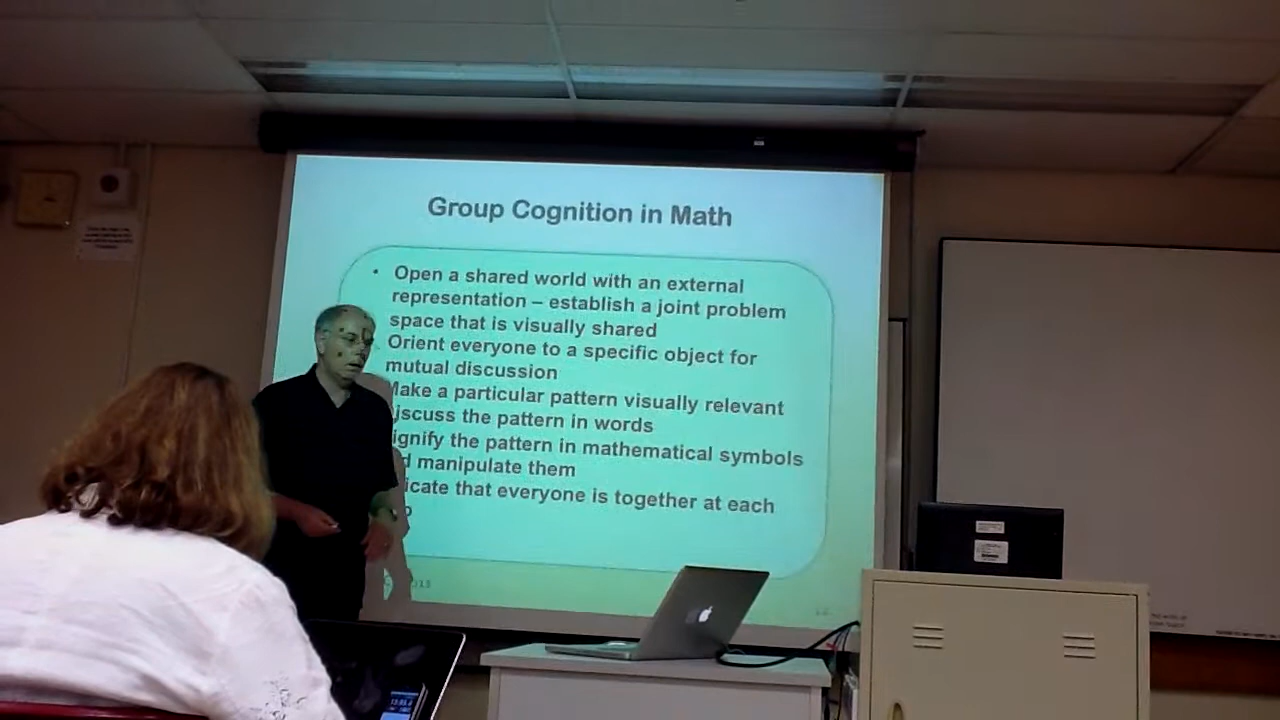 Group Cognition in Math
• Open a shared world with an external
representation – establish a joint problem
space that is visually shared
Orient everyone to a specific object for
mutual discussion
Make a particular pattern visually relevant
iscuss the pattern in words
ignify the pattern in mathematical symbols
d manipulate them
icate that everyone is together at each